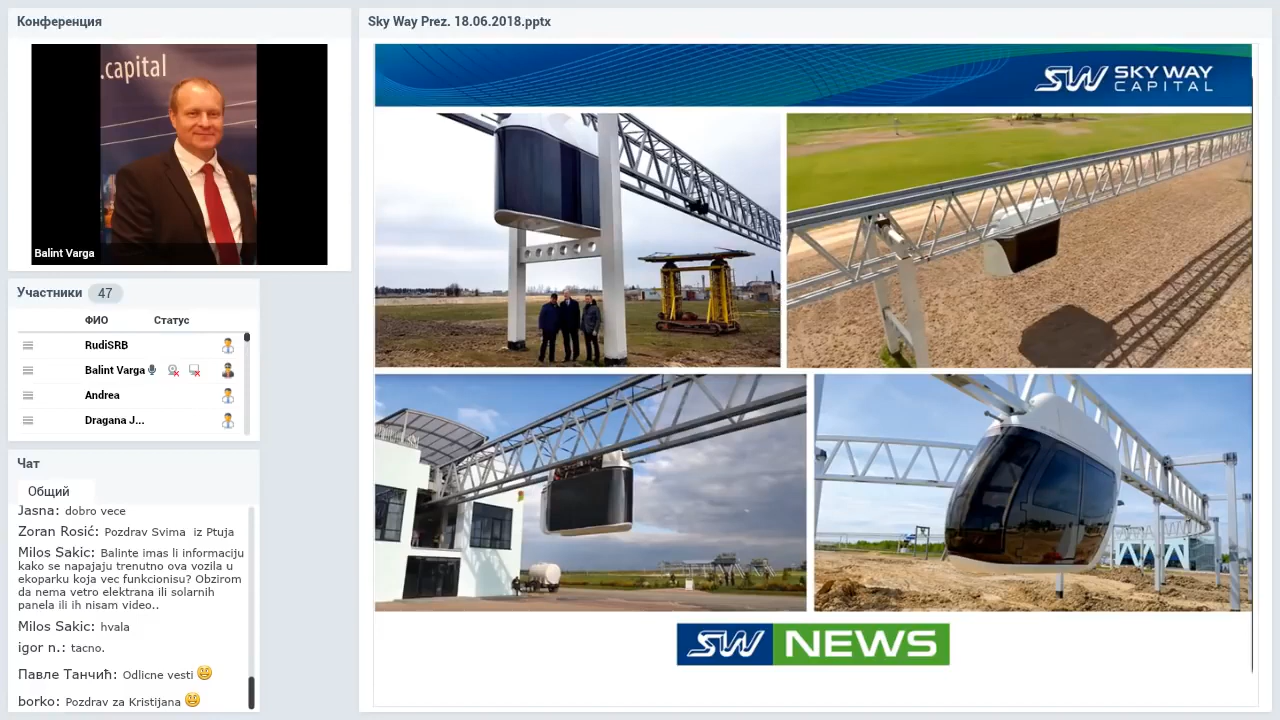 Конференция
.capital
Balint Varga
Участники 47
ФИО Статус
RudiSRB
Balint Varga
Andrea
Dragana J...
Чат
Общий
Jasna: dobro vece
Zoran Rosić: Pozdrav Svima iz Ptuja
Milos Sakic: Balinte imas li informaciju
kako se napajaju trenutno ova vozila u
ekoparku koja vec funkcionisu? Obzirom
da nema vetro elektrana ili solarnih
panela ili ih nisam video..
Milos Sakic: hvala
igor n.: tacno.
Павле Танчић: Odlicne vesti
borko: Pozdrav za Kristijana
Sky Way Prez. 18.06.2018.pptx
SW SKY WAY
CAPITAL
SW NEWS